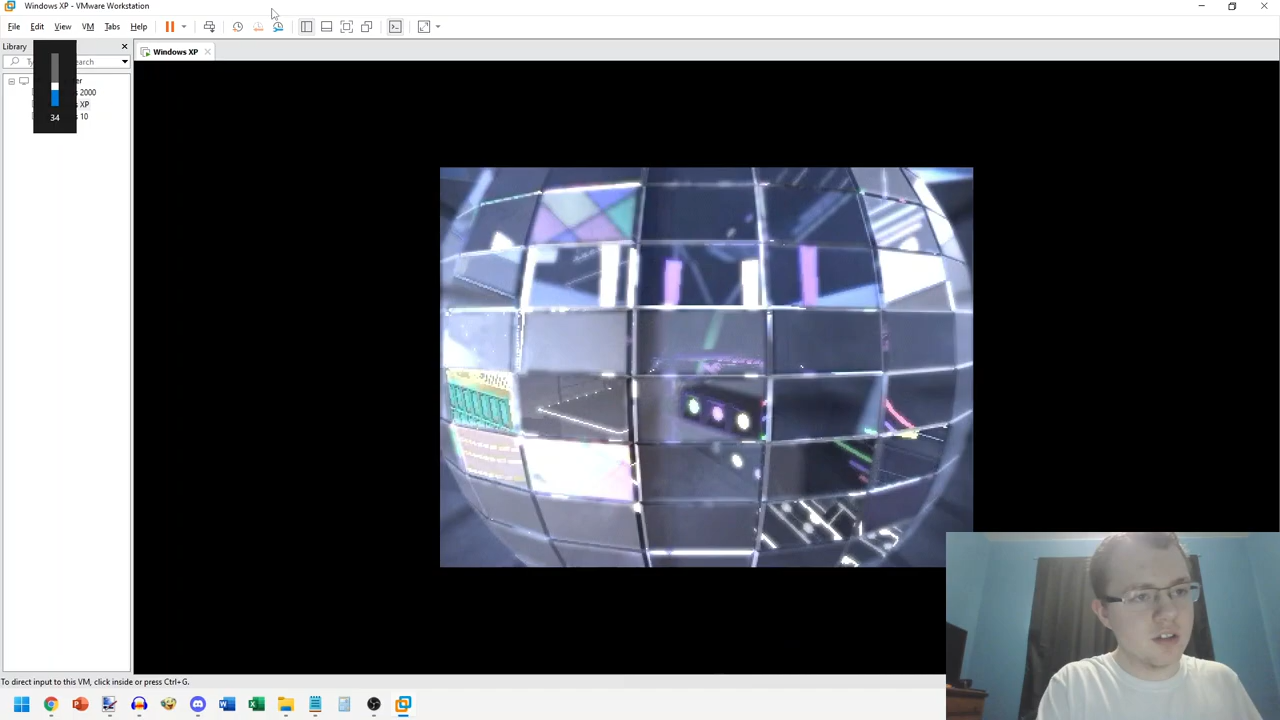 Windows XP - VMware Workstation
File Edit View VM Tabs Help
Library
Windows XP
34
2000
XP
10
To direct input to this VM, click inside or press Ctrl+G.